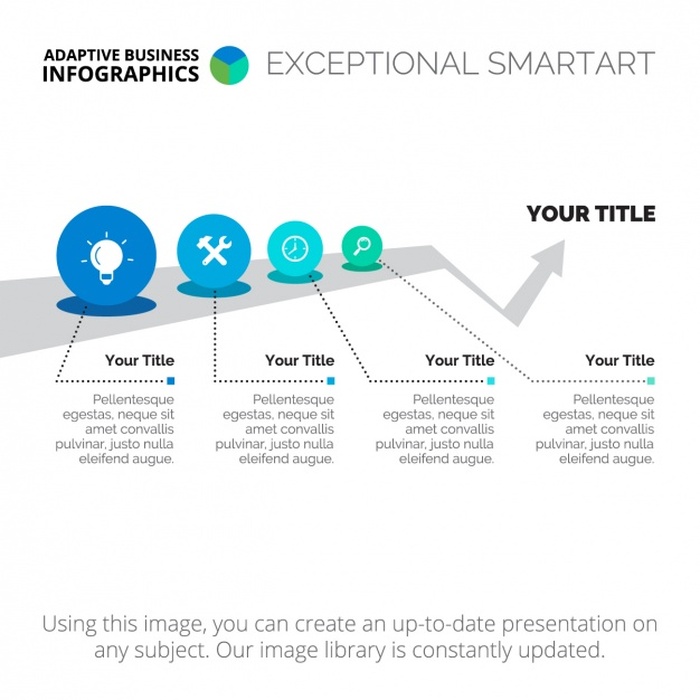 ADAPTIVE BUSINESS
INFOGRAPHICS
EXCEPTIONAL SMARTART
YOUR TITLE
Your Title
Pellentesque
egestas, neque sit
amet convallis
pulvinar, justo nulla
eleifend augue.
Your Title
Pellentesque
egestas, neque sit
amet convallis
pulvinar, justo nulla
eleifend augue.
Your Title
Pellentesque
egestas, neque sit
amet convallis
pulvinar, justo nulla
eleifend augue.
Your Title
Pellentesque
egestas, neque sit
amet convallis
pulvinar, justo nulla
eleifend augue.
Using this image, you can create an up-to-date presentation on
any subject. Our image library is constantly updated.